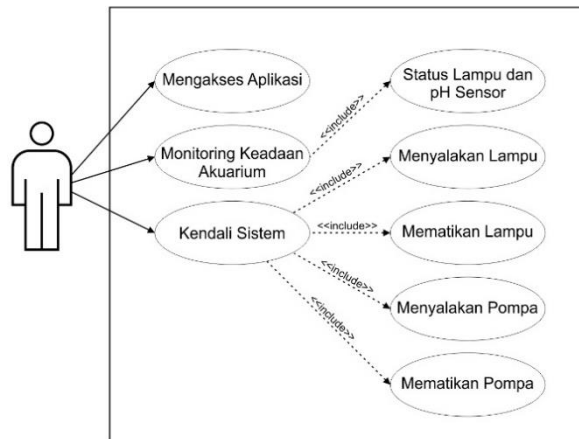 Mengakses Aplikasi
Monitoring Keadaan
Akuarium
Kendali Sistem
<<include>>
<<include>>
<<include>>
<<include>>
<<include>>
Status Lampu dan
pH Sensor
Menyalakan Lampu
Mematikan Lampu
Menyalakan Pompa
Mematikan Pompa